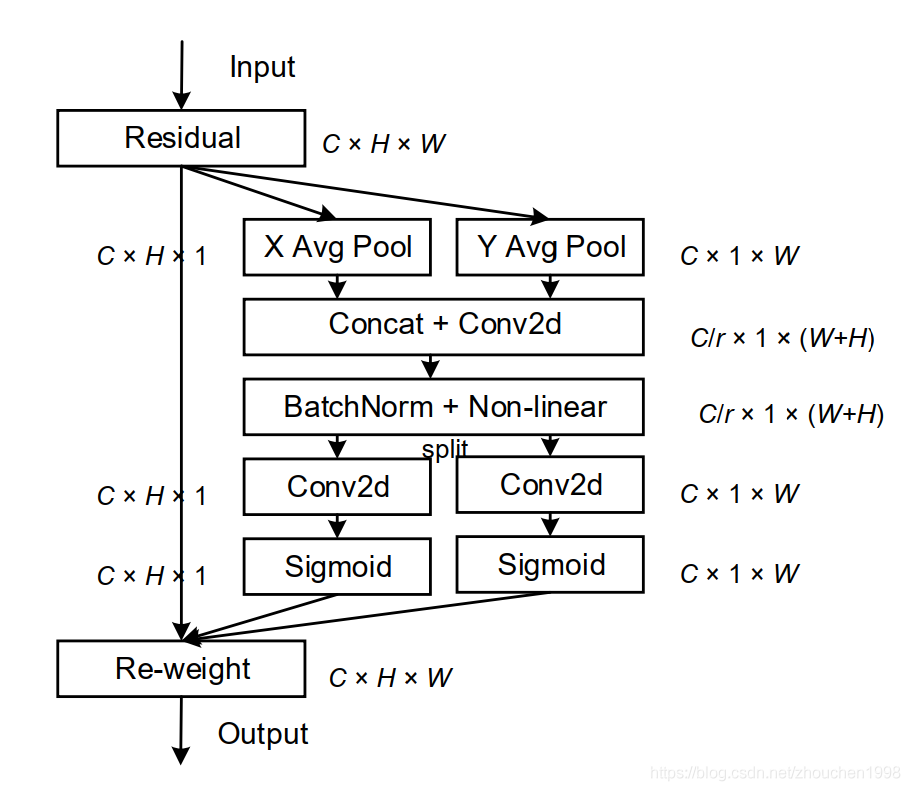 Input
Residual
C × H × W
X Avg Pool
Y Avg Pool
C × H × 1
C × 1 × W
Concat + Conv2d
C/r × 1 × (W+H)
BatchNorm + Non-linear
C/r × 1 × (W+H)
split
Conv2d
Conv2d
C × H × 1
C × 1 × W
Sigmoid
Sigmoid
C × H × 1
C × 1 × W
Re-weight
C × H × W
Output
https://blog.csdn.net/zhouchen1998